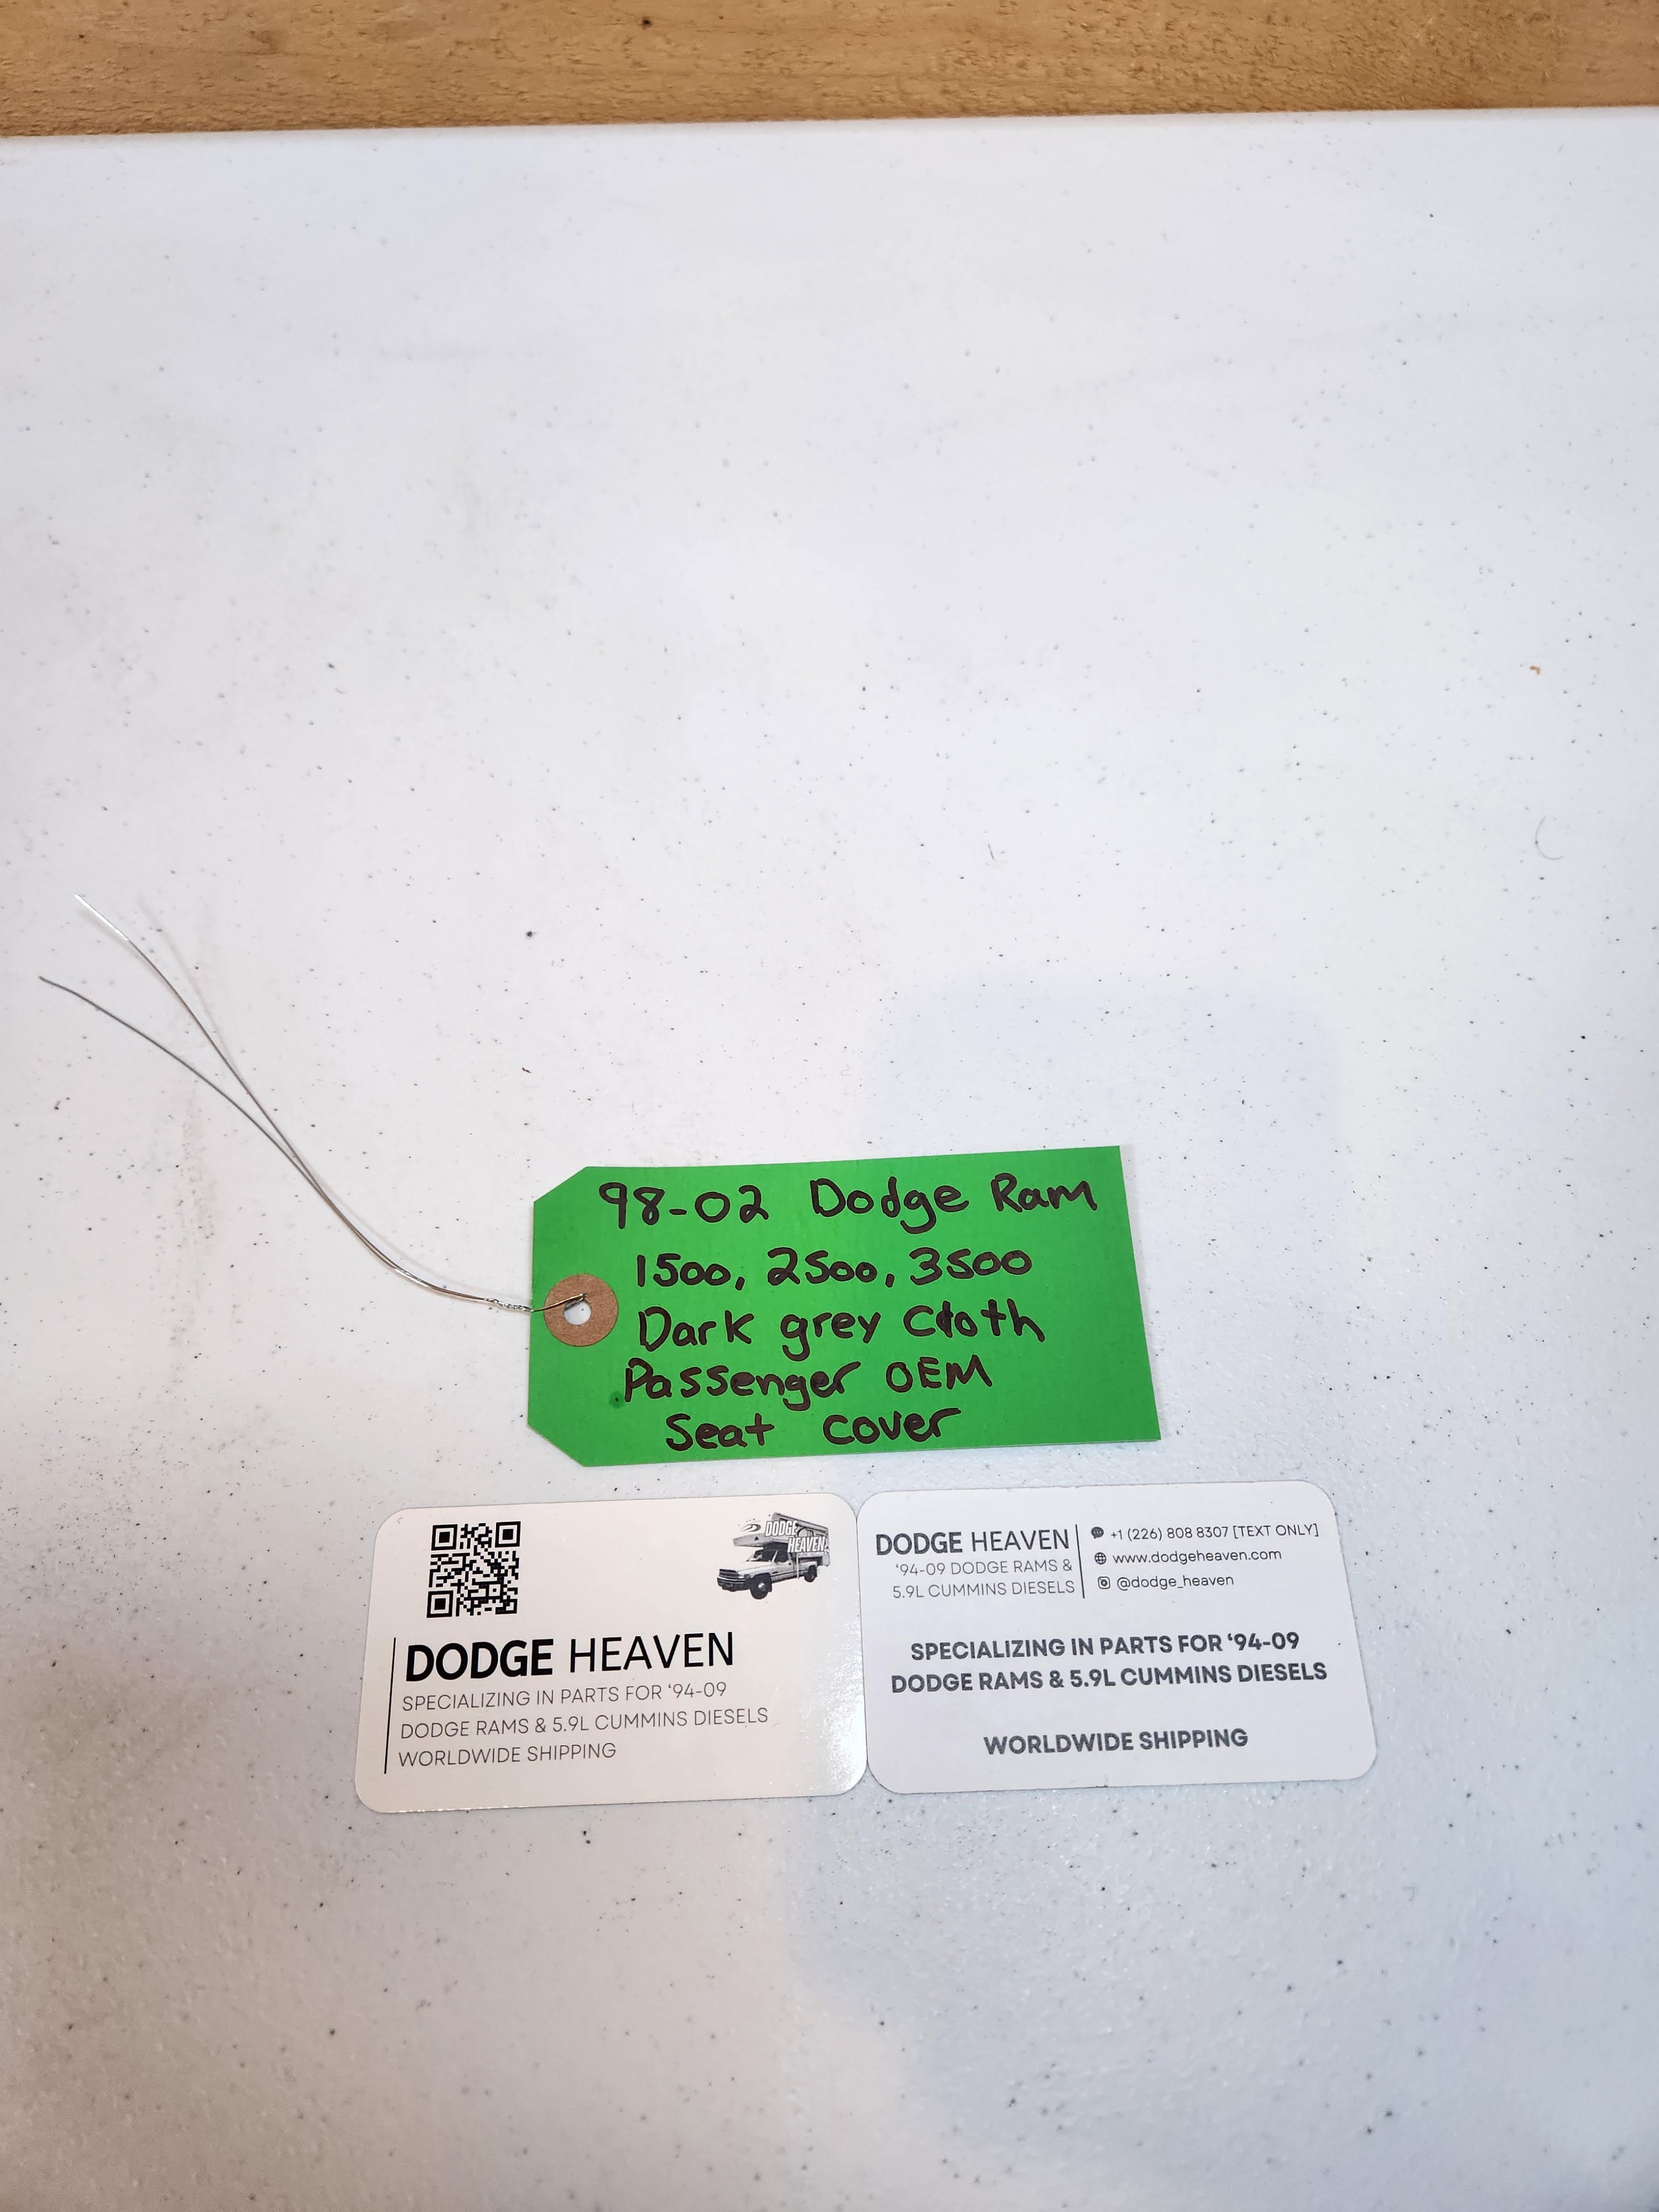 98-02 Dodge Ram
1500, 2500, 3500
Dark grey Cloth
Passenger OEM
Seat cover
DODGE
HEAVEN
DODGE HEAVEN
SPECIALIZING IN PARTS FOR ‘94-09
DODGE RAMS & 5.9L CUMMINS DIESELS
WORLDWIDE SHIPPING
DODGE HEAVEN
‘94-09 DODGE RAMS &
5.9L CUMMINS DIESELS
+1 (226) 808 8307 [TEXT ONLY]
www.dodgeheaven.com
@dodge_heaven
SPECIALIZING IN PARTS FOR ‘94-09
DODGE RAMS & 5.9L CUMMINS DIESELS
WORLDWIDE SHIPPING